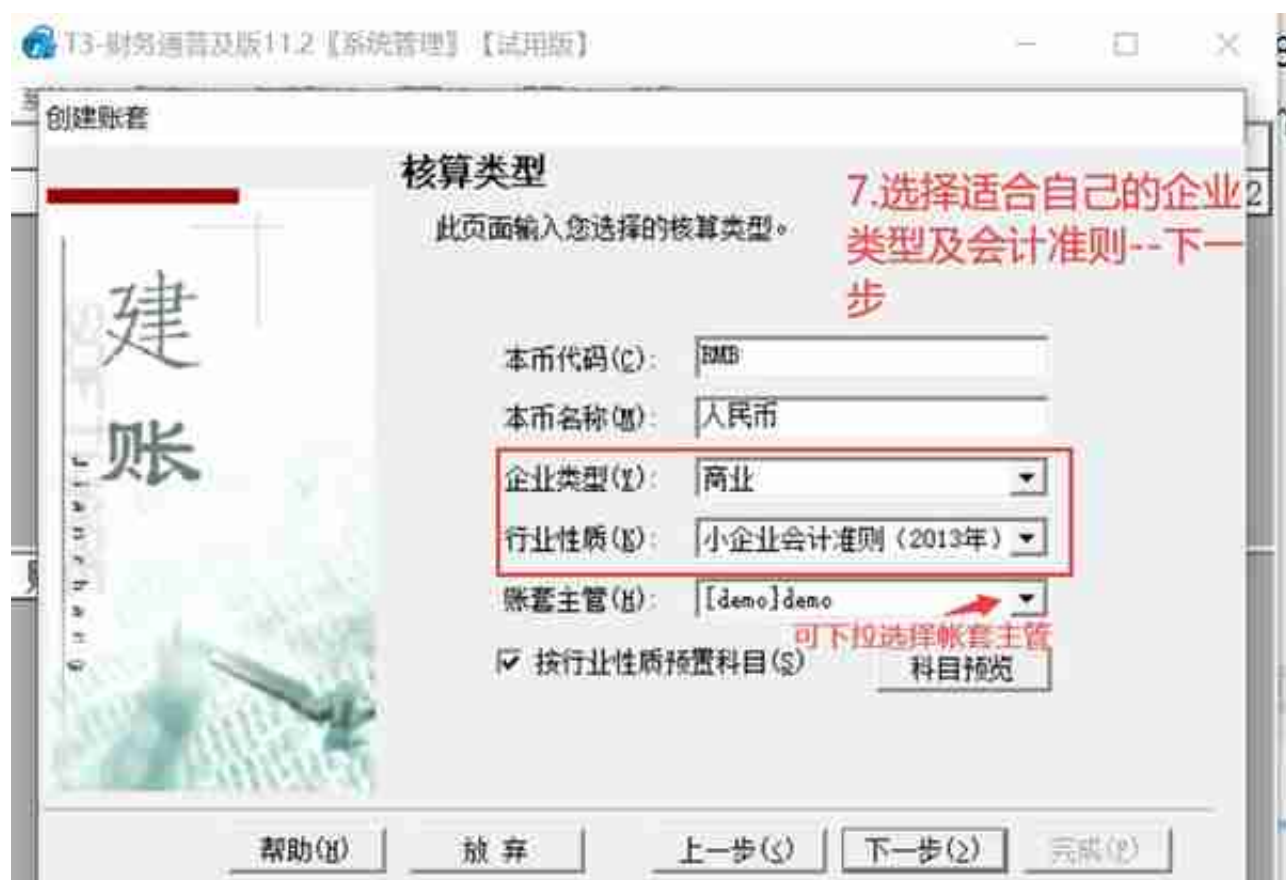 T3-财务通普及版11.2〖系统管理〗【试用版】
创建账套
核算类型
此页面输入您选择的核算类型。
7.选择适合自己的企业
类型及会计准则--下一
步
建
账
Jianzhang
本币代码(C): RMB
本币名称(M): 人民币
企业类型(Y): 商业
行业性质(K): 小企业会计准则（2013年）
账套主管(H): [demo]demo
可下拉选择帐套主管
按行业性质预置科目(S)
科目预览
帮助(H) 放弃 上一步(<) 下一步(>) 完成(F)